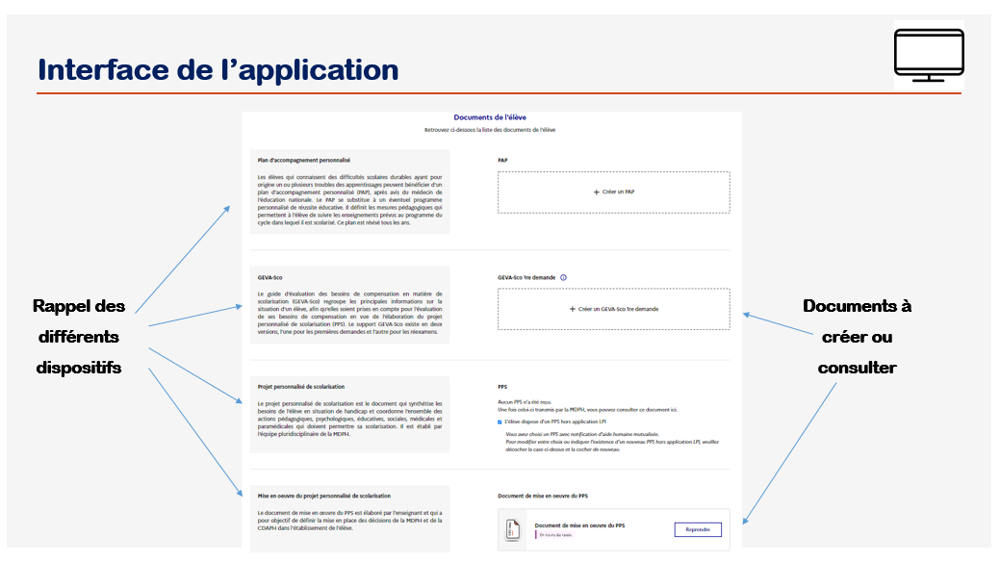 Interface de l'application
Documents de l'élève
Retrouvez ci-dessous la liste des documents de l'élève
Plan d'accompagnement personnalisé
Les élèves qui connaissent des difficultés scolaires durables ayant pour
origine un ou plusieurs troubles des apprentissages peuvent bénéficier d'un
plan d'accompagnement personnalisé (PAP), après avis du médecin de
l'éducation nationale. Le PAP se substitue à un éventuel programme
personnalisé de réussite éducative. Il définit les mesures pédagogiques qui
permettent à l'élève de suivre les enseignements prévus au programme du
cycle dans lequel il est scolarisé. Ce plan est révisé tous les ans.
PAP
+ Créer un PAP
GEVA-Sco
Le guide d'évaluation des besoins de compensation en matière de
scolarisation (GEVA-Sco) regroupe les principales informations sur la
situation d'un élève, afin qu'elles soient prises en compte pour l'évaluation
de ses besoins de compensation en vue de l'élaboration du projet
personnalisé de scolarisation (PPS). Le support GEVA-Sco existe en deux
versions, l'une pour les premières demandes et l'autre pour les réexamens.
GEVA-Sco 1re demande
+ Créer un GEVA-Sco 1re demande
Rappel des
différents
dispositifs
Documents à
créer ou
consulter
Projet personnalisé de scolarisation
Le projet personnalisé de scolarisation est le document qui synthétise les
besoins de l'élève en situation de handicap et coordonne l'ensemble des
actions pédagogiques, psychologiques, éducatives, sociales, médicales et
paramédicales qui doivent permettre sa scolarisation. Il est établi par
l'équipe pluridisciplinaire de la MDPH.
PPS
Aucun PPS n'a été reçu.
Une fois celui-ci transmis par la MDPH, vous pouvez consulter ce document ici.
L'élève dispose d'un PPS hors application LPI
Vous avez choisi un PPS avec notification d'aide humaine mutualisée.
Pour modifier votre choix ou indiquer l'existence d'un nouveau PPS hors application LPI, veuillez
décocher la case ci-dessus et la cocher de nouveau.
Mise en oeuvre du projet personnalisé de scolarisation
Le document de mise en œuvre du PPS est élaboré par l'enseignant et qui a
pour objectif de définir la mise en place des décisions de la MDPH et de la
CDAPH dans l'établissement de l'élève.
Document de mise en oeuvre du PPS
Document de mise en oeuvre du PPS
En cours de
Reprendre